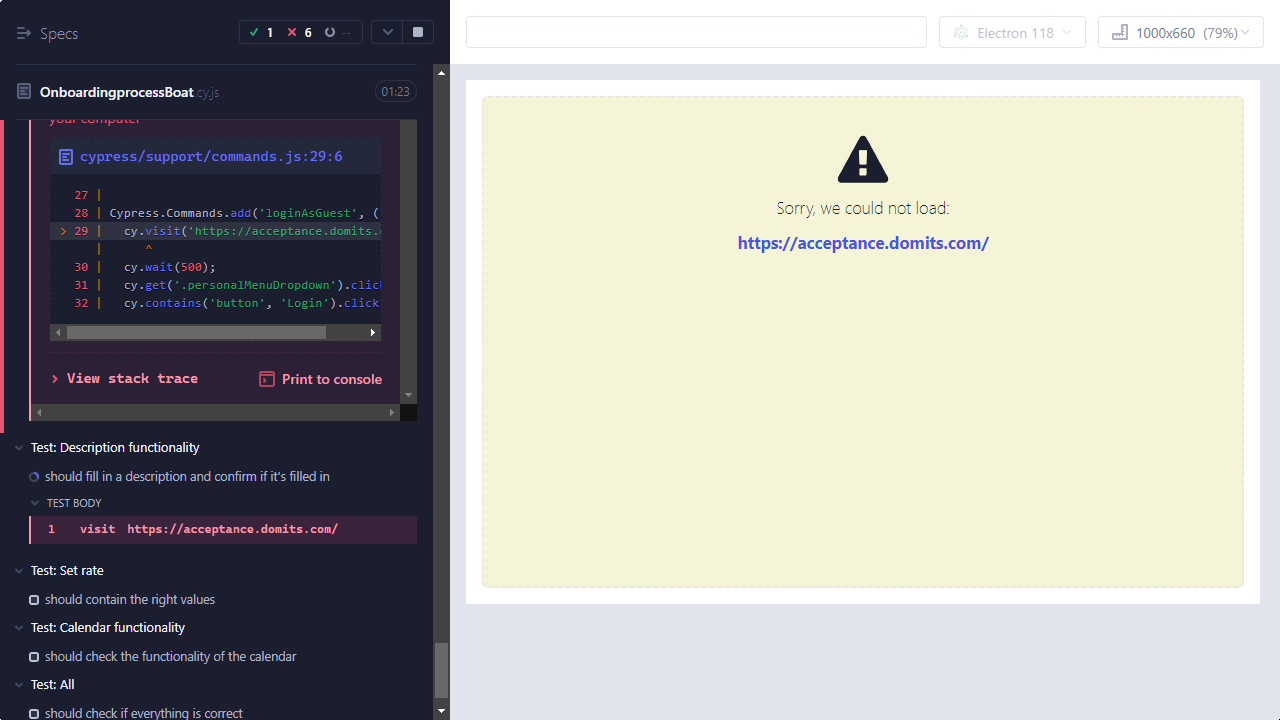 Specs
1
6
--
OnboardingprocessBoat.cy.js
01:23
your computer
cypress/support/commands.js:29:6
27 |
28 | Cypress.Commands.add('loginAsGuest', (
> 29 | cy.visit('https://acceptance.domits.
| ^
30 | cy.wait(500);
31 | cy.get('.personalMenuDropdown').click
32 | cy.contains('button', 'Login').click
View stack trace
Print to console
Test: Description functionality
should fill in a description and confirm if it's filled in
TEST BODY
1 visit https://acceptance.domits.com/
Test: Set rate
should contain the right values
Test: Calendar functionality
should check the functionality of the calendar
Test: All
should check if everything is correct
Electron 118
1000x660 (79%)
Sorry, we could not load:
https://acceptance.domits.com/